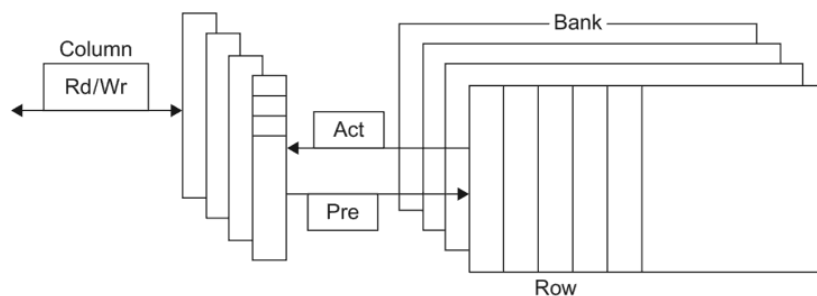 Column
Rd/Wr
Bank
Act
Pre
Row